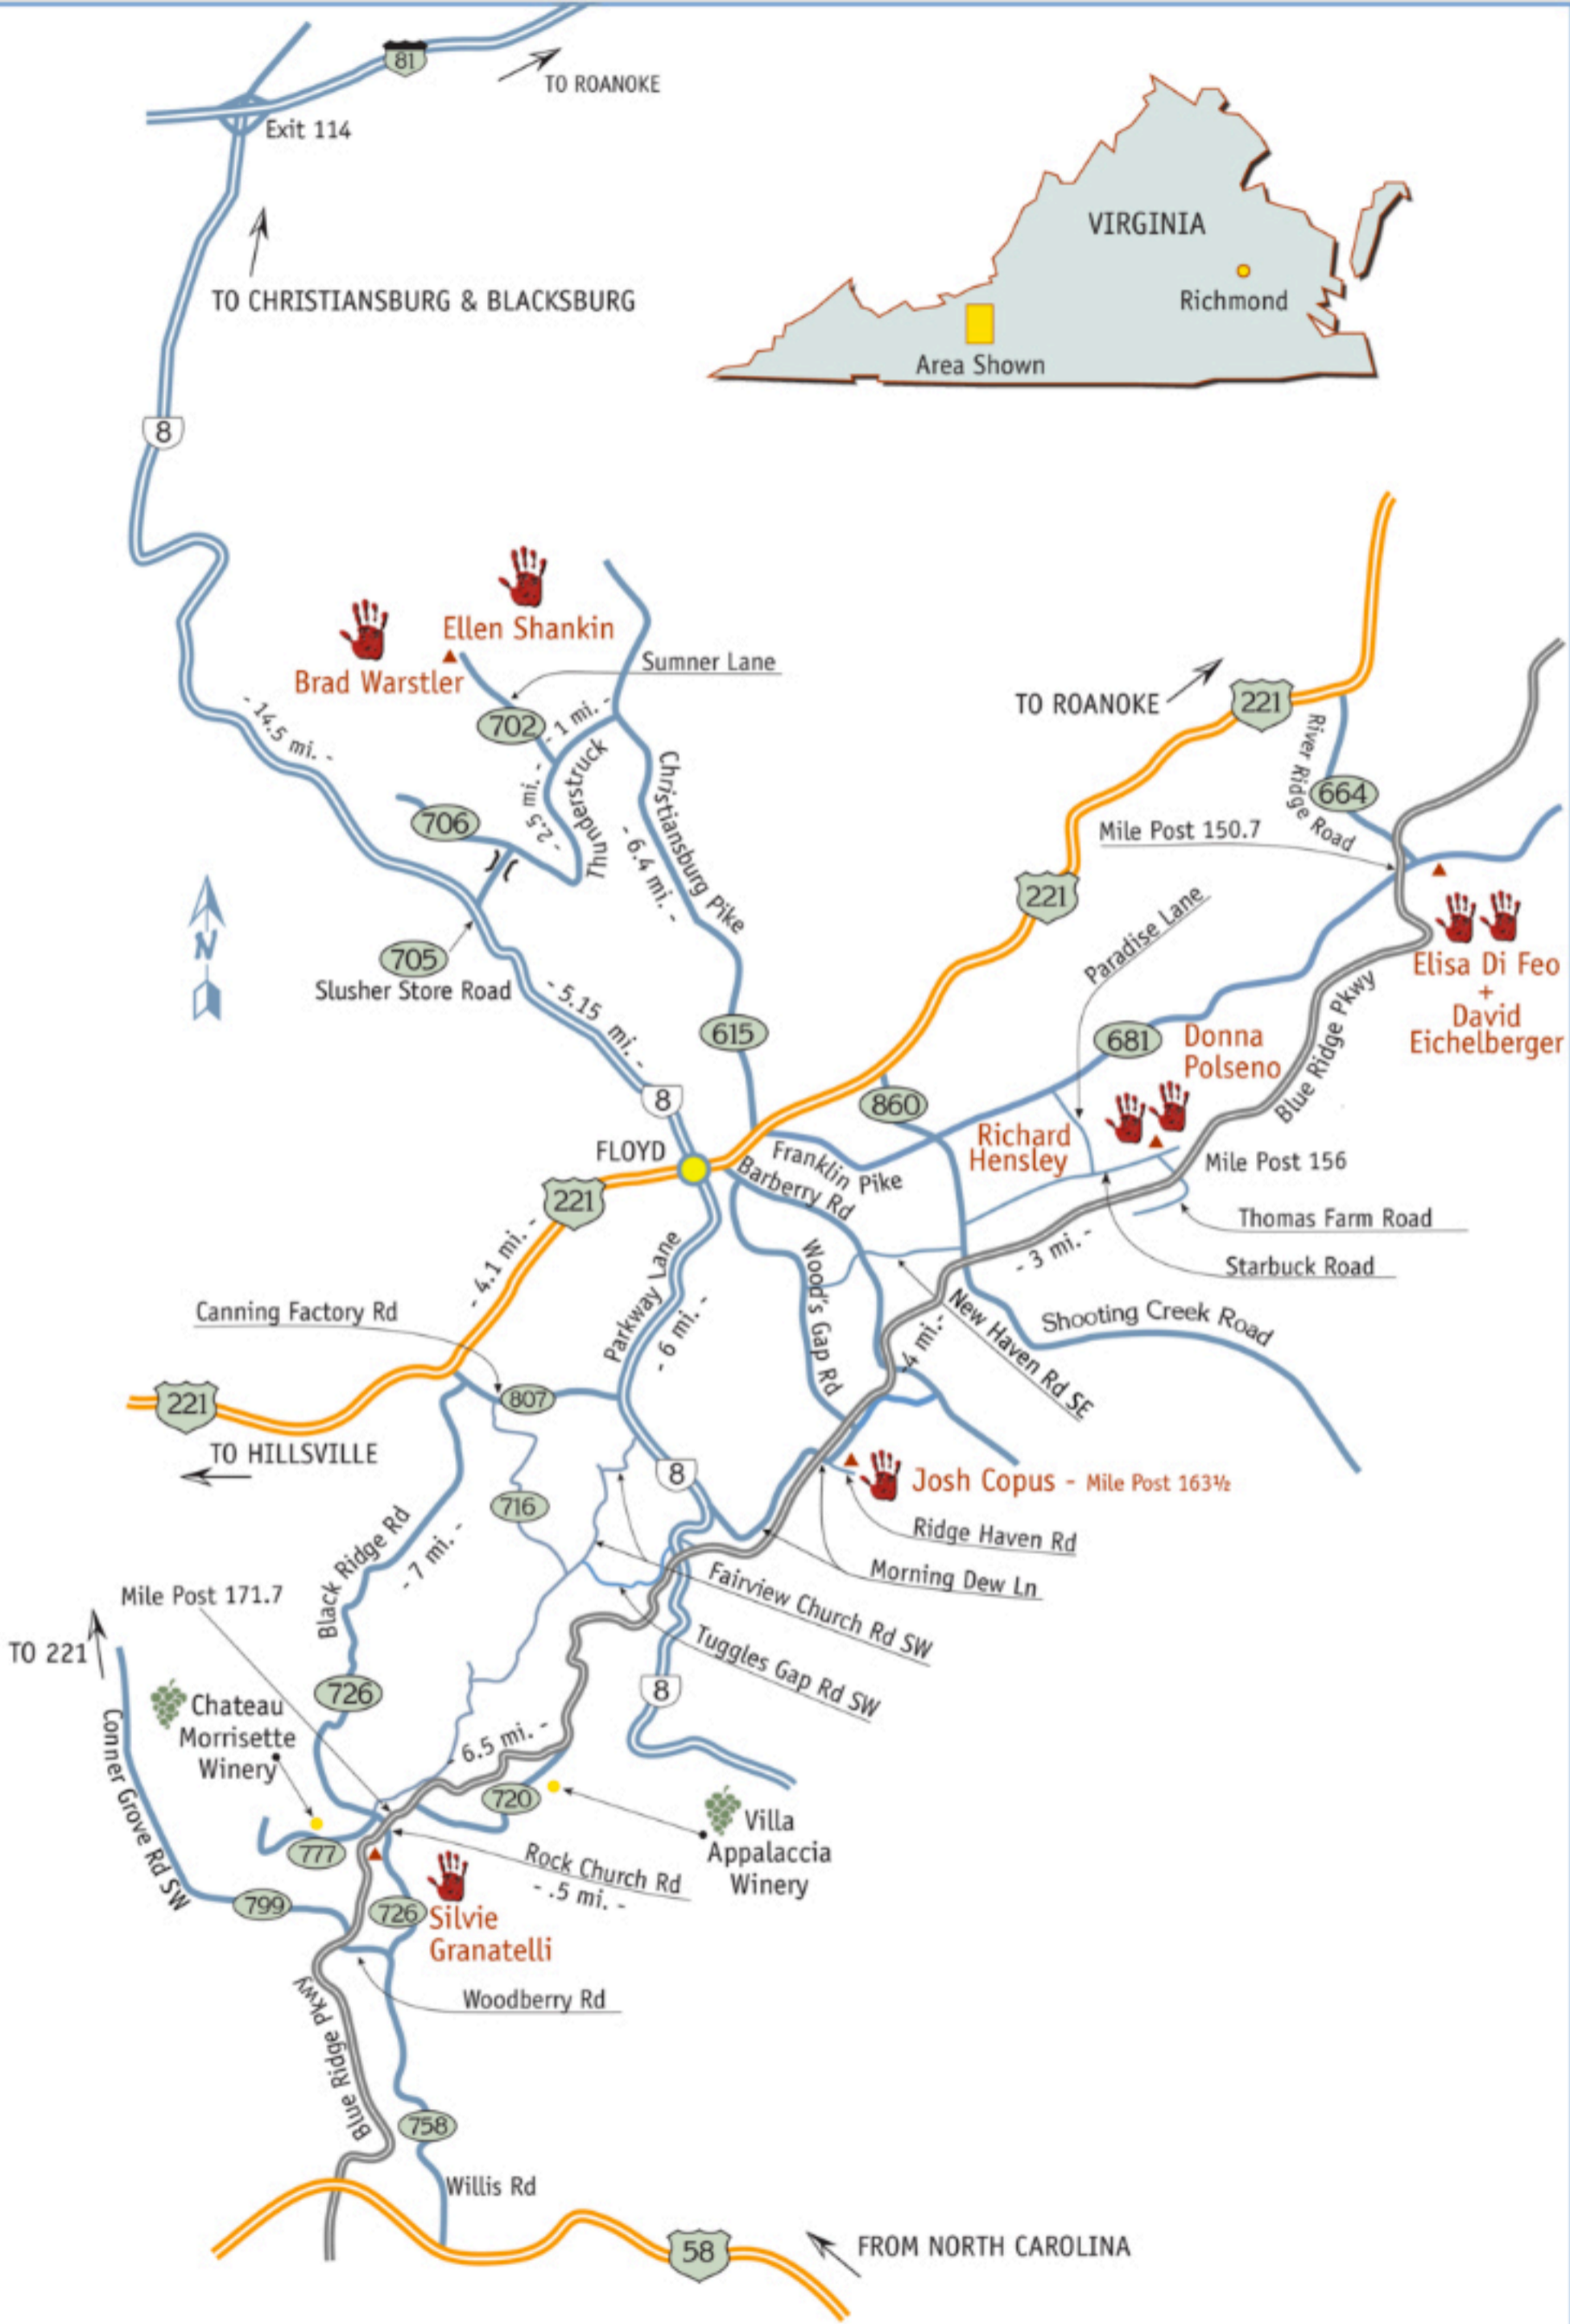 81
TO ROANOKE
Exit 114
TO CHRISTIANSBURG & BLACKSBURG
VIRGINIA
Richmond
Area Shown
8
Ellen Shankin
Brad Warstler
Sumner Lane
702
- 1 mi. -
- 14.5 mi. -
Thunderstruck
- 2.5 mi. -
706
Christiansburg Pike
- 6.4 mi. -
TO ROANOKE
221
River Ridge Road
664
Mile Post 150.7
221
Paradise Lane
N
705
Slusher Store Road
- 5.15 mi. -
615
Elisa Di Feo
+
David
Eichelberger
681
Donna
Polseno
Blue Ridge Pkwy
8
860
FLOYD
Richard
Hensley
Franklin Pike
Barberry Rd
Mile Post 156
221
Thomas Farm Road
- 4.1 mi. -
Parkway Lane
- 6 mi. -
Wood's Gap Rd
- 3 mi. -
Starbuck Road
Canning Factory Rd
New Haven Rd SE
Shooting Creek Road
-4 mi.-
807
221
TO HILLSVILLE
8
Josh Copus - Mile Post 163½
716
Ridge Haven Rd
Black Ridge Rd
- 7 mi. -
Morning Dew Ln
Mile Post 171.7
Fairview Church Rd SW
TO 221
Tuggles Gap Rd SW
726
8
Chateau
Morrisette
Winery
Conner Grove Rd SW
- 6.5 mi. -
720
Villa
Appalaccia
Winery
777
Rock Church Rd
- .5 mi. -
799
726
Silvie
Granatelli
Woodberry Rd
Blue Ridge Pkwy
758
Willis Rd
58
FROM NORTH CAROLINA